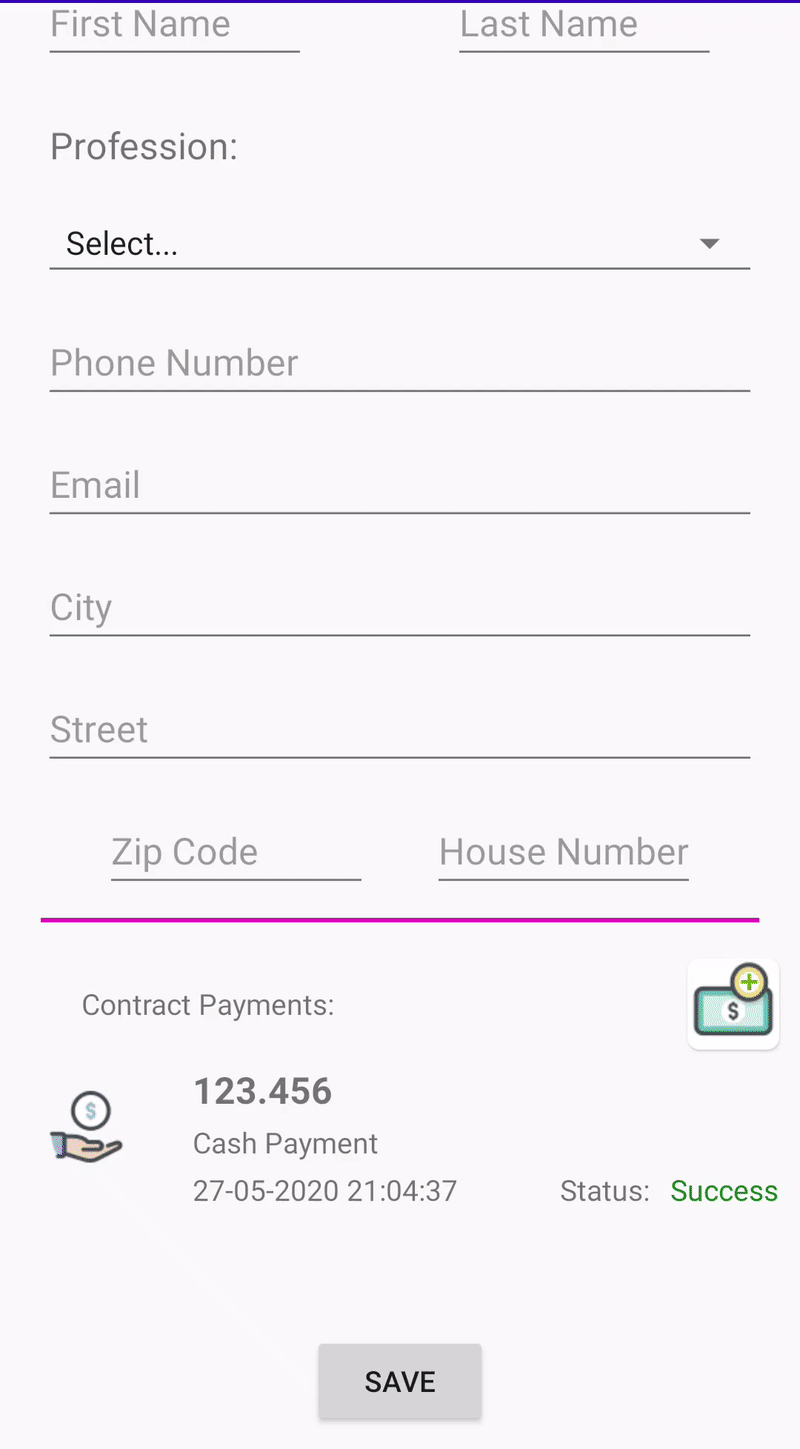 First Name Last Name
Profession:
Select...
Phone Number
Email
City
Street
Zip Code House Number
Contract Payments:
$
123.456
$
Cash Payment
27-05-2020 21:04:37 Status: Success
SAVE